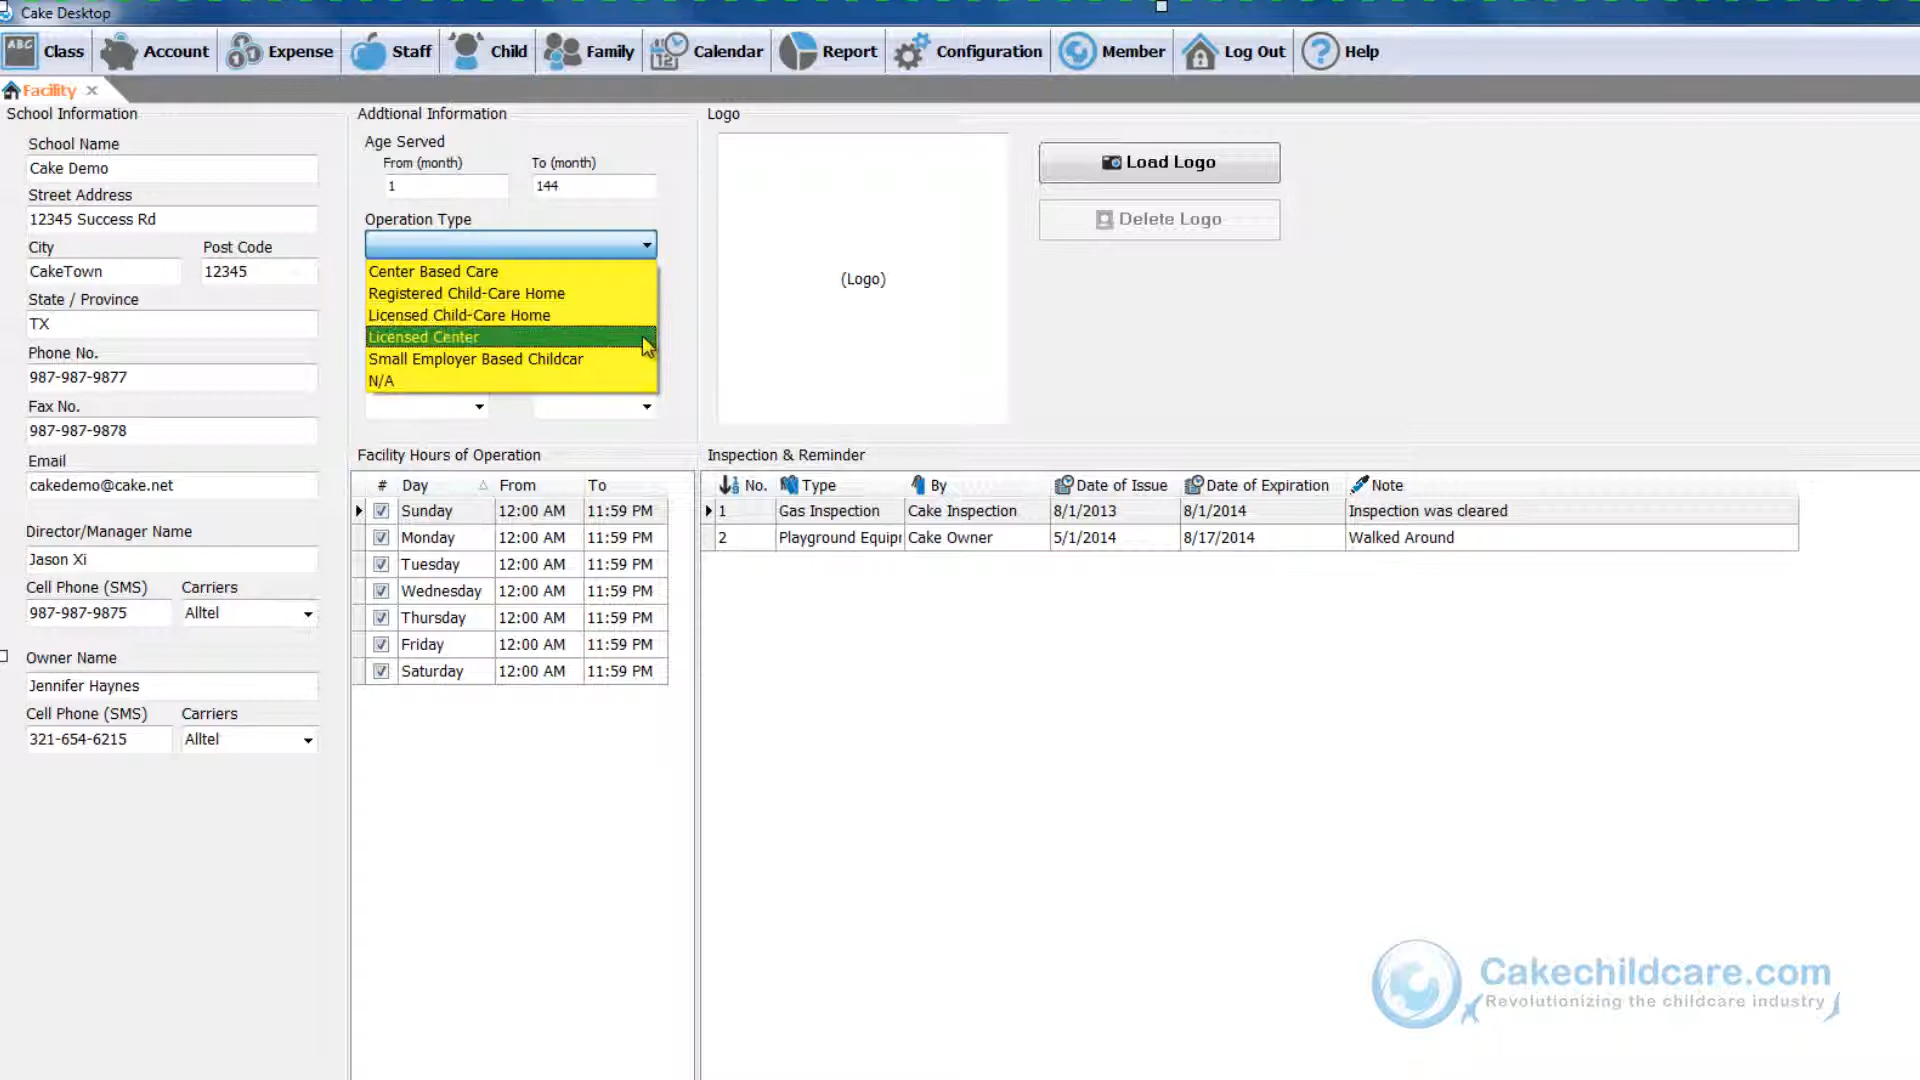 Cake Desktop
ABC Class Account Expense Staff Child Family 12 Calendar Report Configuration Member Log Out ? Help
Facility
School Information
School Name
Cake Demo
Street Address
12345 Success Rd
City Post Code
CakeTown 12345
State / Province
TX
Phone No.
987-987-9877
Fax No.
987-987-9878
Email
cakedemo@cake.net
Director/Manager Name
Jason Xi
Cell Phone (SMS) Carriers
987-987-9875 Alltel
Owner Name
Jennifer Haynes
Cell Phone (SMS) Carriers
321-654-6215 Alltel
Addtional Information
Age Served
From (month) To (month)
1 144
Operation Type
Center Based Care
Registered Child-Care Home
Licensed Child-Care Home
Licensed Center
Small Employer Based Childcar
N/A
Logo
(Logo)
Load Logo
Delete Logo
Facility Hours of Operation
# Day From To
Sunday 12:00 AM 11:59 PM
Monday 12:00 AM 11:59 PM
Tuesday 12:00 AM 11:59 PM
Wednesday 12:00 AM 11:59 PM
Thursday 12:00 AM 11:59 PM
Friday 12:00 AM 11:59 PM
Saturday 12:00 AM 11:59 PM
Inspection & Reminder
No. Type By Date of Issue Date of Expiration Note
1 Gas Inspection Cake Inspection 8/1/2013 8/1/2014 Inspection was cleared
2 Playground Equipr Cake Owner 5/1/2014 8/17/2014 Walked Around
Cakechildcare.com
Revolutionizing the childcare industry